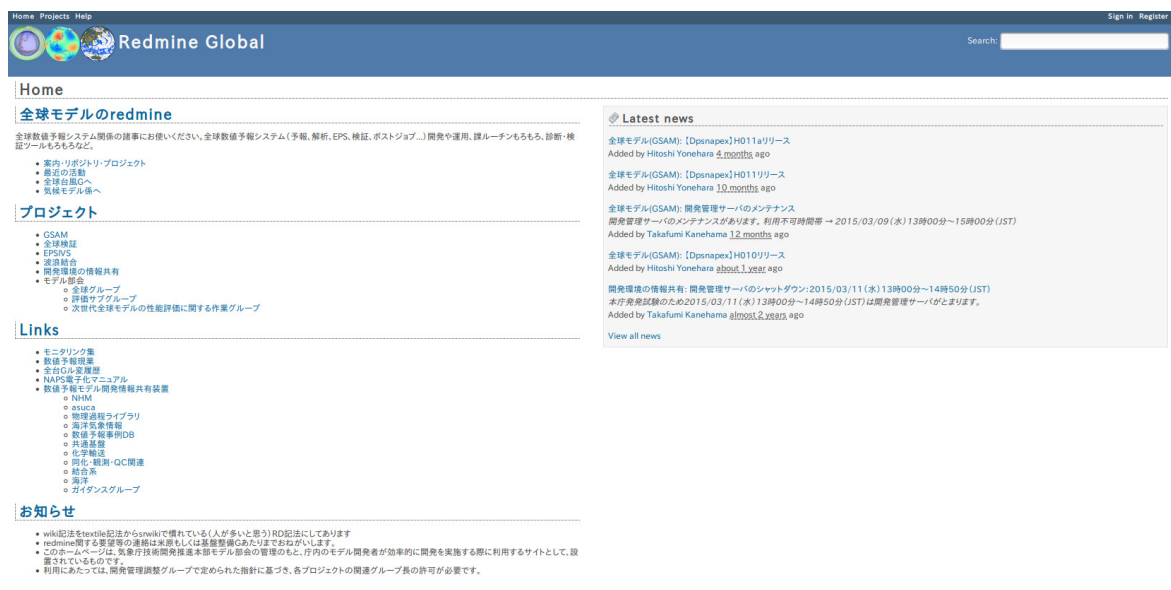 Home Projects Help
Sign in Register
Redmine Global
Search:
Home
全球モデルのredmine
全球数値予報システム関係の諸事にお使いください。全球数値予報システム(予報、解析、EPS、検証、ポストジョブ...)開発や運用、課ルーチンもろもろ、診断・検
証ツールもろもろなど。
案内・リポジトリ・プロジェクト
最近の活動
全球台風Gへ
気候モデル係へ
プロジェクト
GSAM
全球検証
EPSIVS
波浪結合
開発環境の情報共有
モデル部会
全球グループ
評価サブグループ
次世代全球モデルの性能評価に関する作業グループ
Links
モニタリンク集
数値予報現業
全台Gル変履歴
NAPS電子化マニュアル
数値予報モデル開発情報共有装置
NHM
asuca
物理過程ライブラリ
海洋気象情報
数値予報事例DB
共通基盤
化学輸送
同化・観測・QC関連
結合系
海洋
ガイダンスグループ
お知らせ
wiki記法をtextile記法からsrwikiで慣れている(人が多いと思う)RD記法にしてあります
redmine関する要望等の連絡は米原もしくは基盤整備Gあたりまでおねがいします。
このホームページは、気象庁技術開発推進本部モデル部会の管理のもと、庁内のモデル開発者が効率的に開発を実施する際に利用するサイトとして、設
置されているものです。
利用にあたっては、開発管理調整グループで定められた指針に基づき、各プロジェクトの関連グループ長の許可が必要です。
Latest news
全球モデル(GSAM): 【Dpsnapex】H011aリリース
Added by Hitoshi Yonehara 4 months ago
全球モデル(GSAM): 【Dpsnapex】H011リリース
Added by Hitoshi Yonehara 10 months ago
全球モデル(GSAM): 開発管理サーバのメンテナンス
開発管理サーバのメンテナンスがあります。利用不可時間帯 → 2015/03/09(水)13時00分～15時00分(JST)
Added by Takafumi Kanehama 12 months ago
全球モデル(GSAM): 【Dpsnapex】H010リリース
Added by Hitoshi Yonehara about 1 year ago
開発環境の情報共有: 開発管理サーバのシャットダウン:2015/03/11(水)13時00分～14時50分(JST)
本庁発発試験のため2015/03/11(水)13時00分～14時50分(JST)は開発管理サーバがとまります。
Added by Takafumi Kanehama almost 2 years ago
View all news